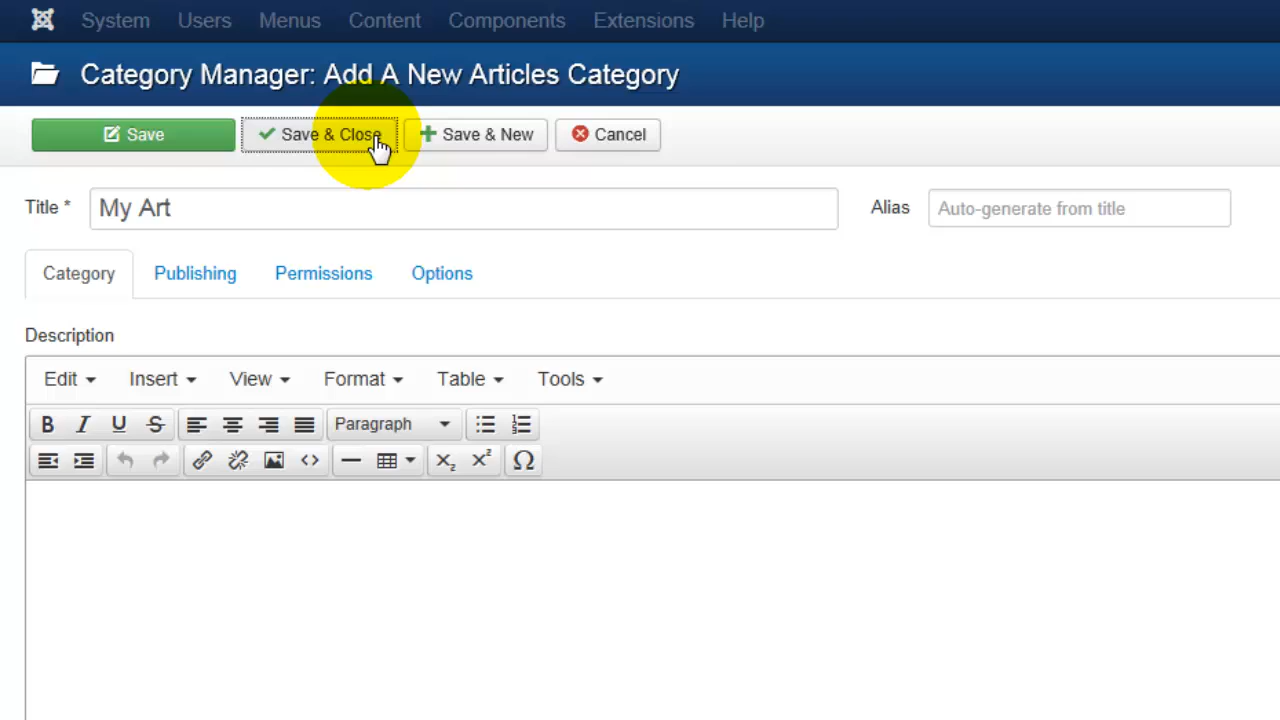 System Users Menus Content Components Extensions Help
Category Manager: Add A New Articles Category
Save Save & Close Save & New Cancel
Title * My Art Alias Auto-generate from title
Category Publishing Permissions Options
Description
Edit Insert View Format Table Tools
B I U S Paragraph
X₂ X² Ω